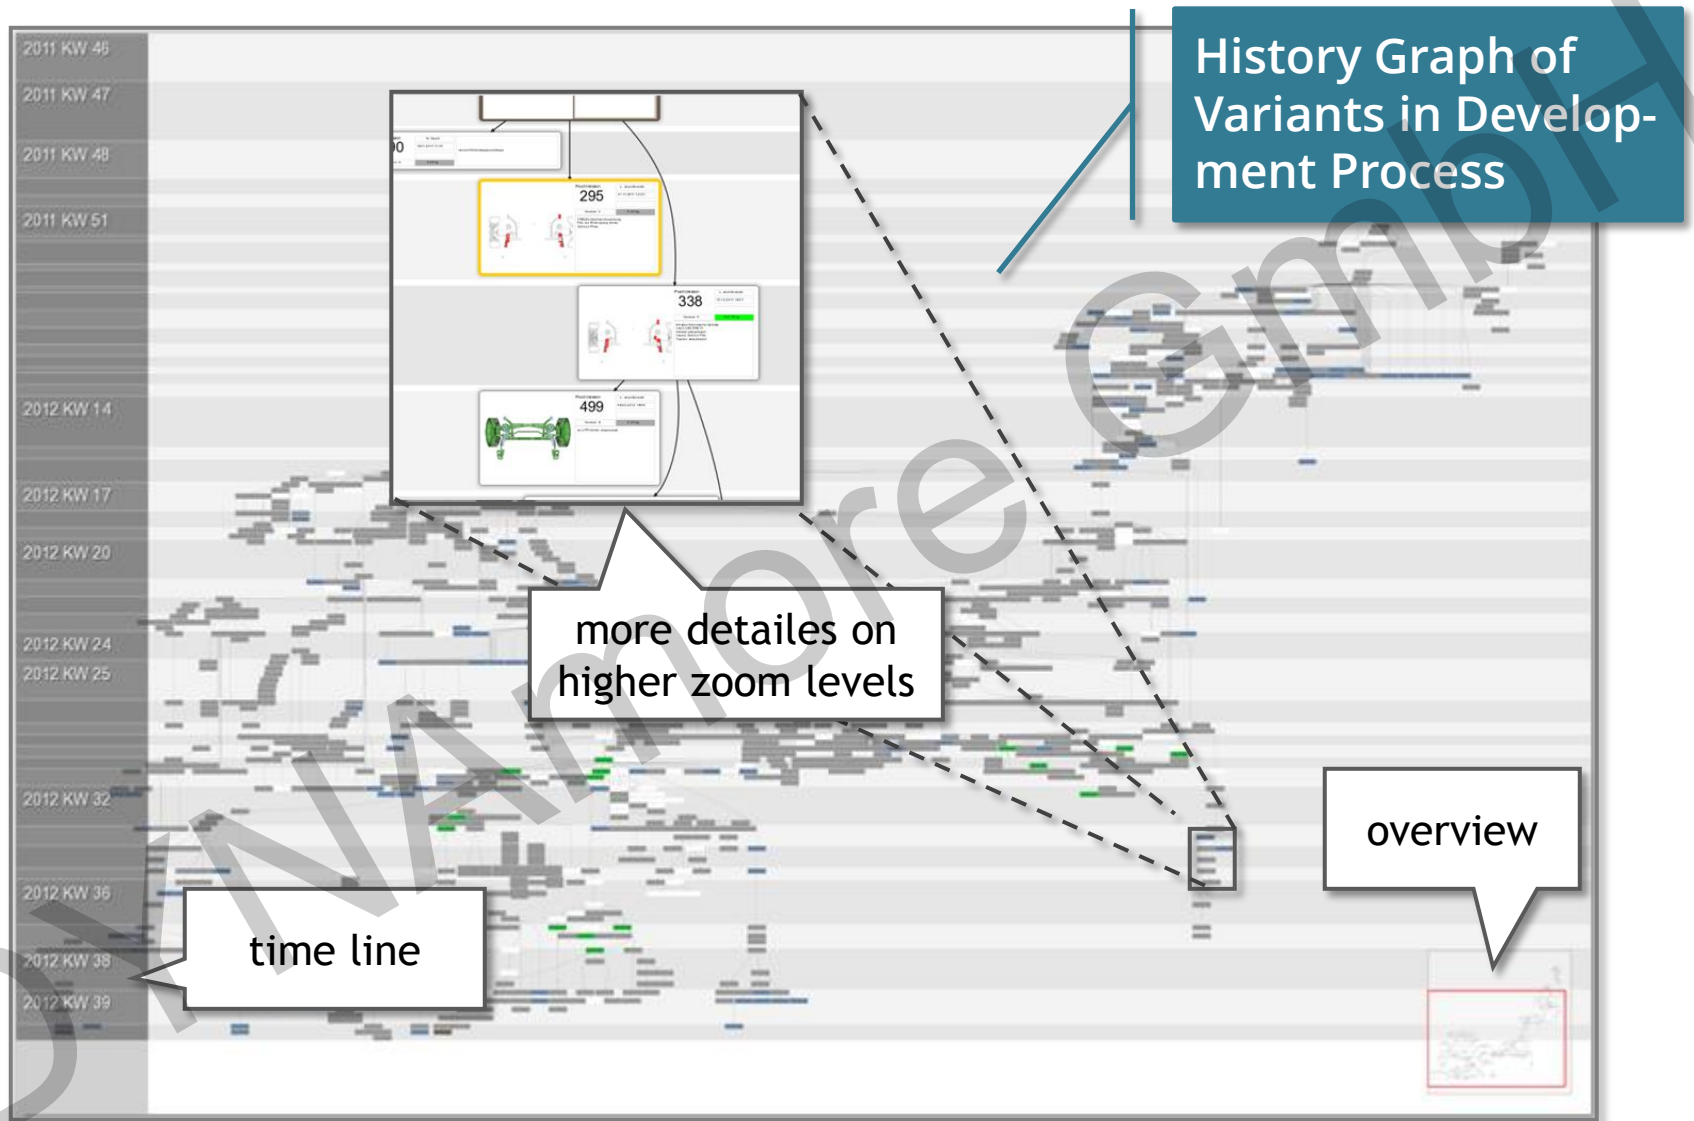 History Graph of
Variants in Develop-
ment Process
2011 KW 46
2011 KW 47
2011 KW 48
2011 KW 51
2012 KW 14
2012 KW 17
2012 KW 20
2012 KW 24
2012 KW 25
2012 KW 32
2012 KW 36
2012 KW 38
2012 KW 39
295
338
499
more detailes on
higher zoom levels
overview
time line
DYNAmore GmbH